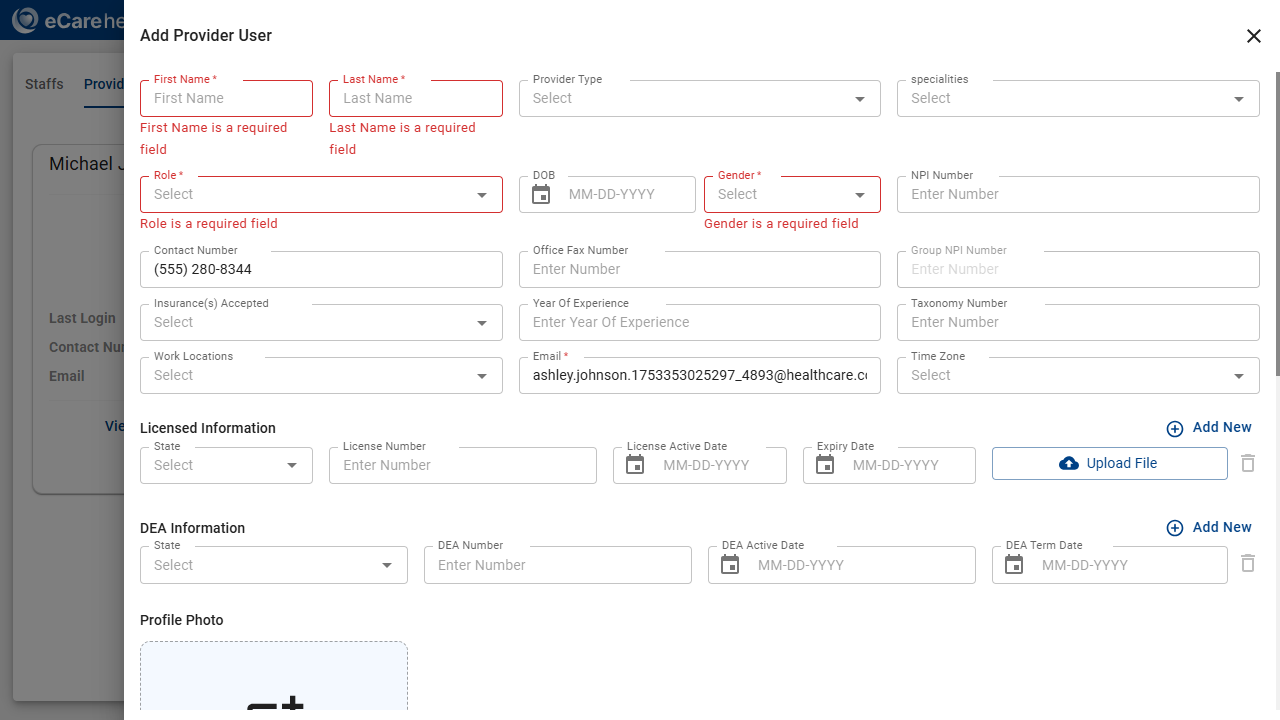 eCare he
Add Provider User
Staffs
Provid
First Name *
First Name
First Name is a required
field
Last Name *
Last Name
Last Name is a required
field
Provider Type
Select
specialities
Select
Michael J
Role *
Select
Role is a required field
DOB
MM-DD-YYYY
Gender *
Select
Gender is a required field
NPI Number
Enter Number
Contact Number
(555) 280-8344
Office Fax Number
Enter Number
Group NPI Number
Enter Number
Insurance(s) Accepted
Select
Year Of Experience
Enter Year Of Experience
Taxonomy Number
Enter Number
Last Login
Contact Nu
Email
Work Locations
Select
Email *
ashley.johnson.1753353025297_4893@healthcare.c
Time Zone
Select
Vie
Licensed Information
Add New
State
Select
License Number
Enter Number
License Active Date
MM-DD-YYYY
Expiry Date
MM-DD-YYYY
Upload File
DEA Information
Add New
State
Select
DEA Number
Enter Number
DEA Active Date
MM-DD-YYYY
DEA Term Date
MM-DD-YYYY
Profile Photo